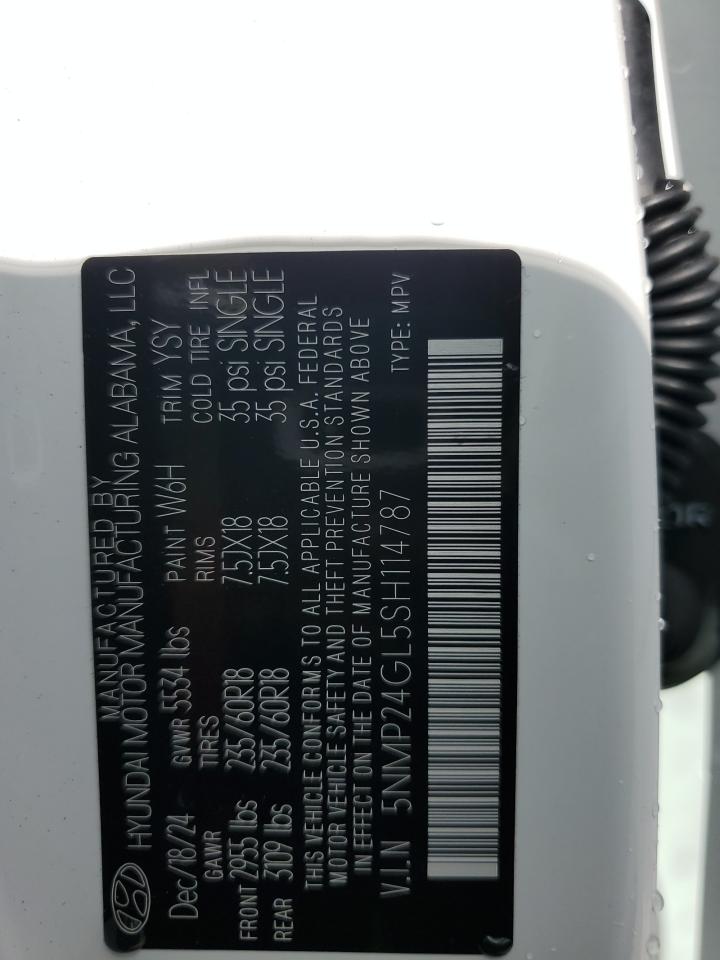 MANUFACTURED BY
HYUNDAI MOTOR MANUFACTURING ALABAMA, LLC
Dec/18/24 GVWR 5534 lbs PAINT W6H TRIM YSY
GAWR TIRES RIMS COLD TIRE INFL
FRONT 2955 lbs 235/60R18 7.5JX18 35 psi SINGLE
REAR 3109 lbs 235/60R18 7.5JX18 35 psi SINGLE
THIS VEHICLE CONFORMS TO ALL APPLICABLE U.S.A. FEDERAL
MOTOR VEHICLE SAFETY AND THEFT PREVENTION STANDARDS
IN EFFECT ON THE DATE OF MANUFACTURE SHOWN ABOVE
V.I.N 5NMP24GL5SH114787 TYPE: MPV